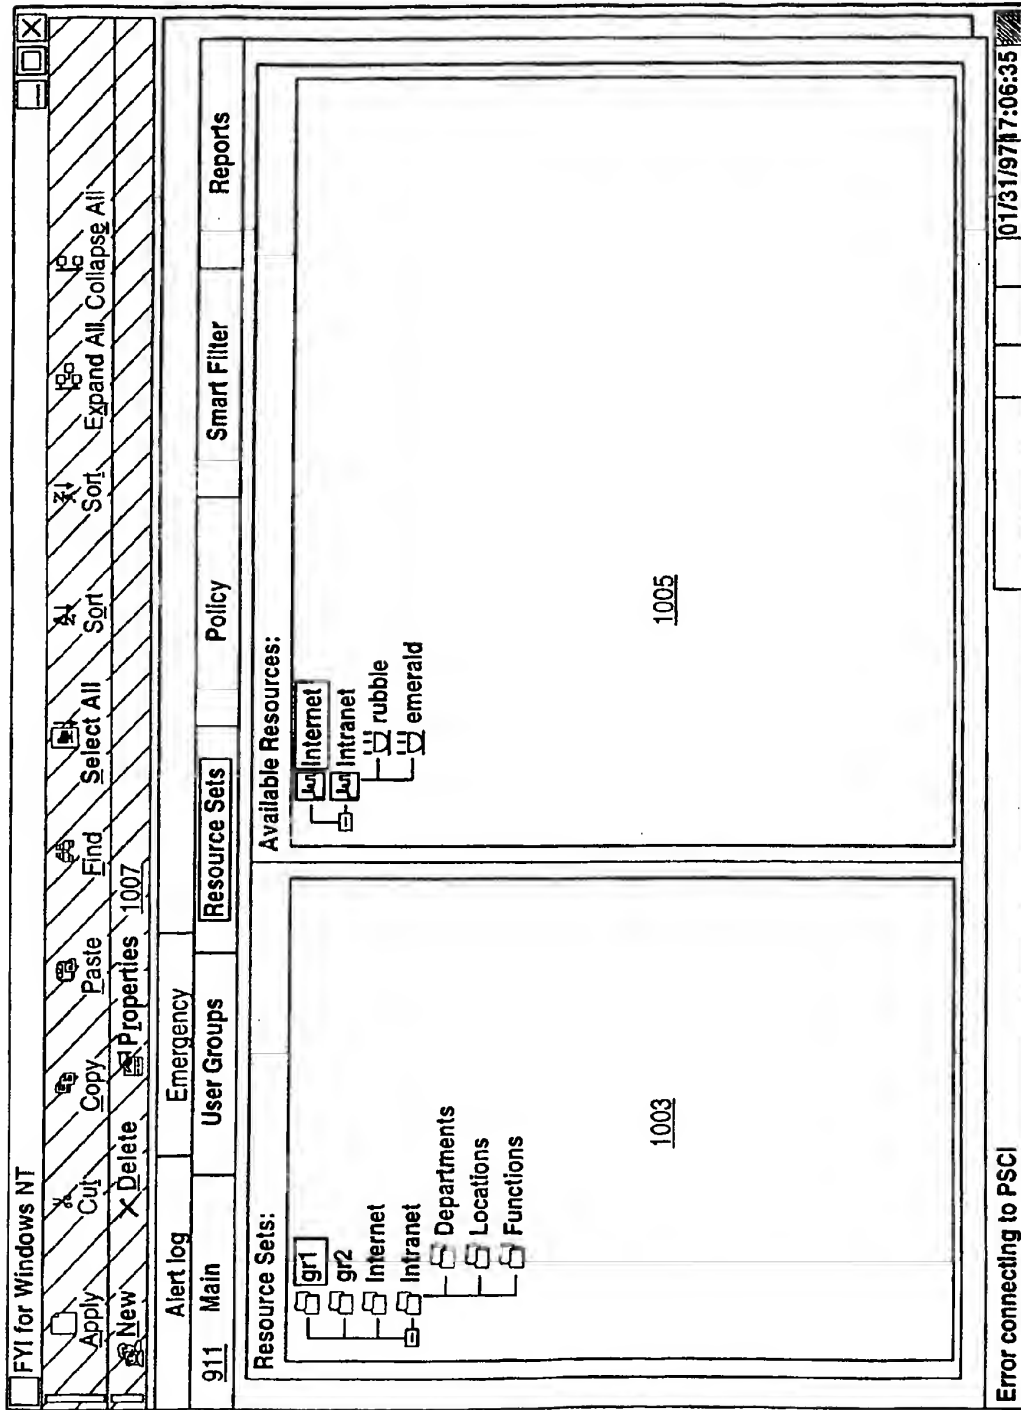 FYI for Windows NT
Apply Cut Copy Paste Find Select All Sort Sort Expand All Collapse All
New Delete Properties 1007
Alert log Emergency
911 Main User Groups Resource Sets Policy Smart Filter Reports
Resource Sets:
gr1
gr2
Internet
Intranet
Departments
Locations
Functions
1003
Available Resources:
Internet
Intranet
rubble
emerald
1005
Error connecting to PSCI 01/31/97 17:06:35